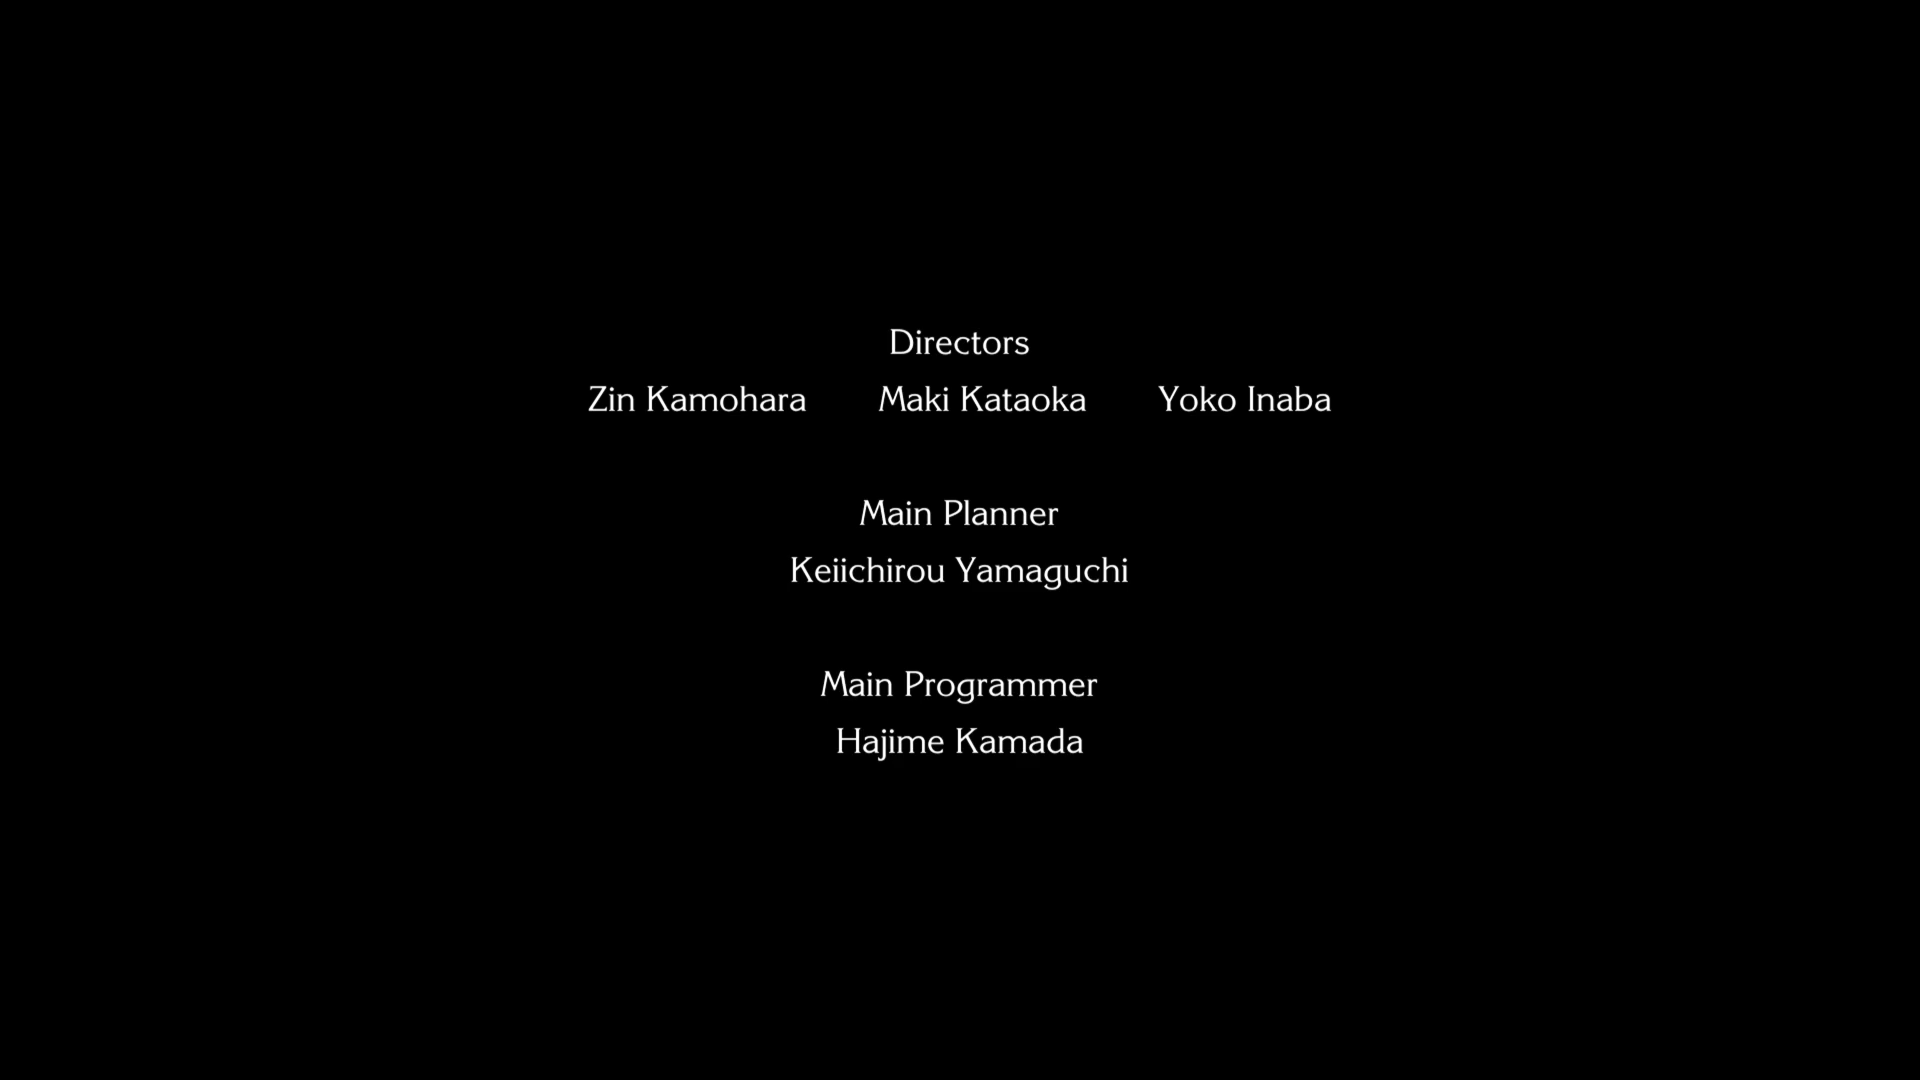 Directors
Zin Kamohara Maki Kataoka Yoko Inaba
Main Planner
Keiichirou Yamaguchi
Main Programmer
Hajime Kamada